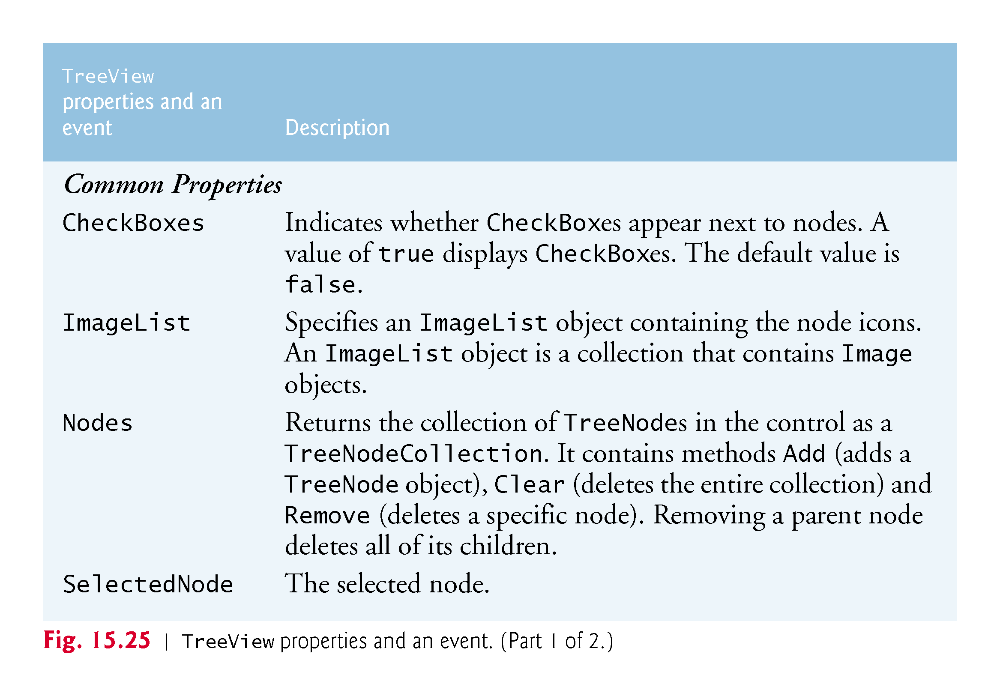 TreeView
properties and an
event Description
Common Properties
CheckBoxes Indicates whether CheckBoxes appear next to nodes. A
value of true displays CheckBoxes. The default value is
false.
ImageList Specifies an ImageList object containing the node icons.
An ImageList object is a collection that contains Image
objects.
Nodes Returns the collection of TreeNodes in the control as a
TreeNodeCollection. It contains methods Add (adds a
TreeNode object), Clear (deletes the entire collection) and
Remove (deletes a specific node). Removing a parent node
deletes all of its children.
SelectedNode The selected node.
Fig. 15.25 | TreeView properties and an event. (Part 1 of 2.)